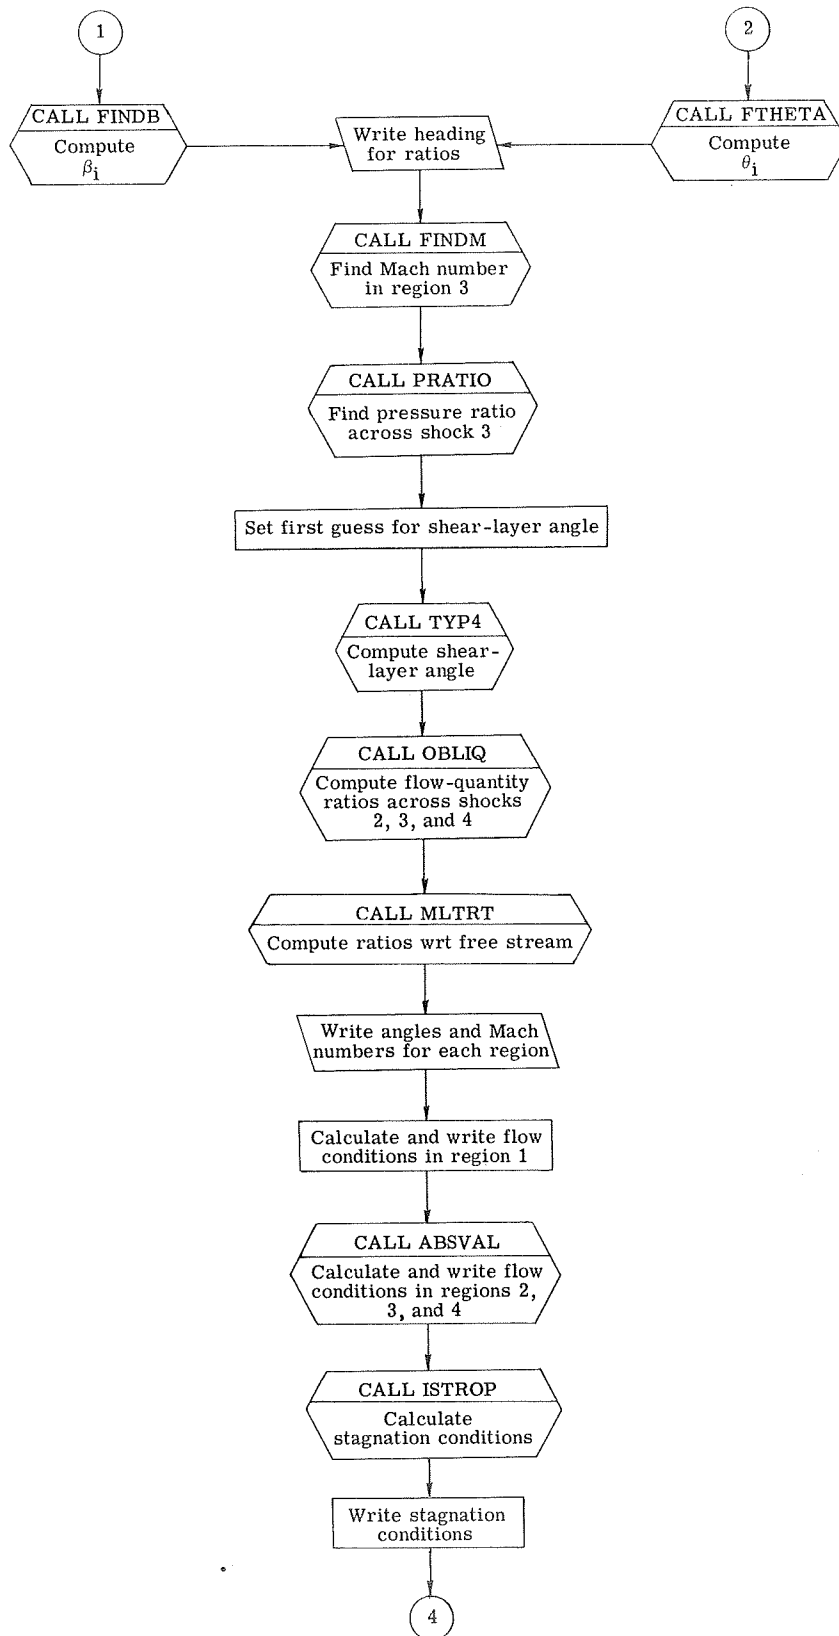 1
2
CALL FINDB
Compute
βi
Write heading
for ratios
CALL FTHETA
Compute
θi
CALL FINDM
Find Mach number
in region 3
CALL PRATIO
Find pressure ratio
across shock 3
Set first guess for shear-layer angle
CALL TYP4
Compute shear-
layer angle
CALL OBLIQ
Compute flow-quantity
ratios across shocks
2, 3, and 4
CALL MLTRT
Compute ratios wrt free stream
Write angles and Mach
numbers for each region
Calculate and write flow
conditions in region 1
CALL ABSVAL
Calculate and write flow
conditions in regions 2,
3, and 4
CALL ISTROP
Calculate
stagnation conditions
Write stagnation
conditions
4